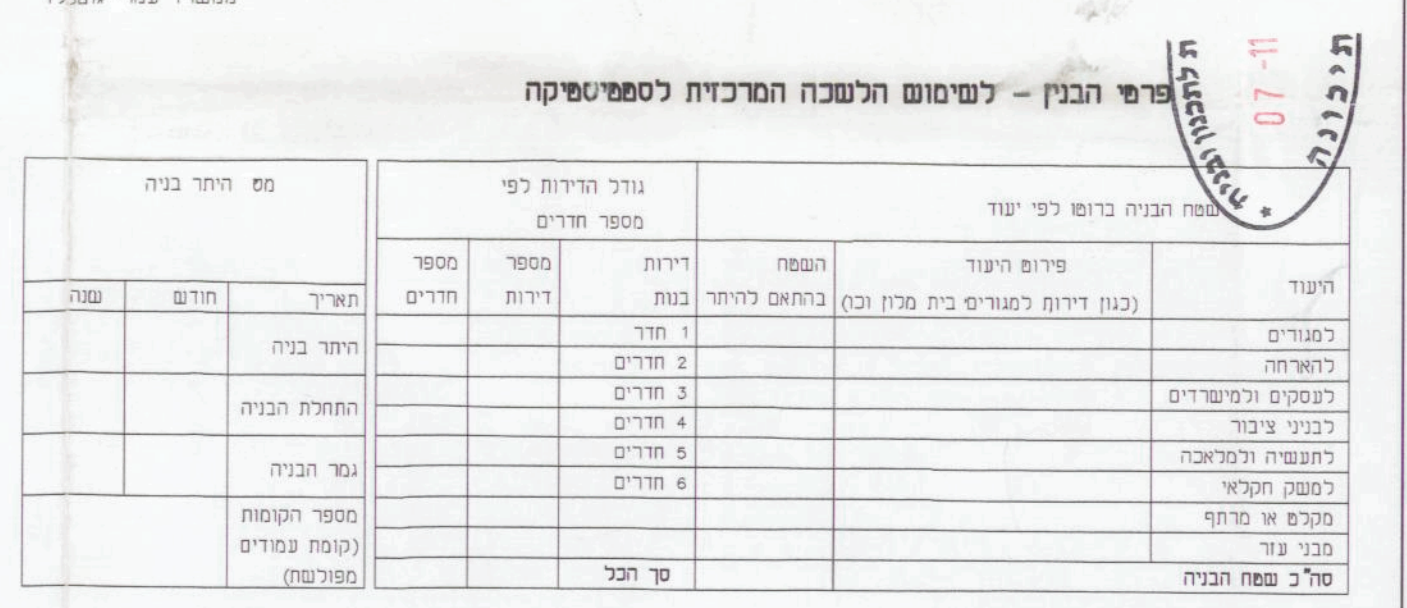 ת לתכנון ובניה *
תיכונה
07 -11
פרטי הבנין - לשימוש הלשכה המרכזית לסטטיסטיקה
שטח הבניה ברוטו לפי יעוד
גודל הדירות לפי
מספר חדרים
מס היתר בניה
היעוד
פירוט היעוד
(כגון דירות למגורים בית מלון וכו)
השטח
בהתאם להיתר
דירות
בנות
מספר
דירות
מספר
חדרים
תאריך חודש שנה
למגורים 1 חדר
להארחה 2 חדרים
לעסקים ולמישרדים 3 חדרים
לבניני ציבור 4 חדרים
לתעשיה ולמלאכה 5 חדרים
למשק חקלאי 6 חדרים
מקלט או מרתף
מבני עזר
סה"כ שטח הבניה סך הכל
היתר בניה
התחלת הבניה
גמר הבניה
מספר הקומות
(קומת עמודים
מפולשת)